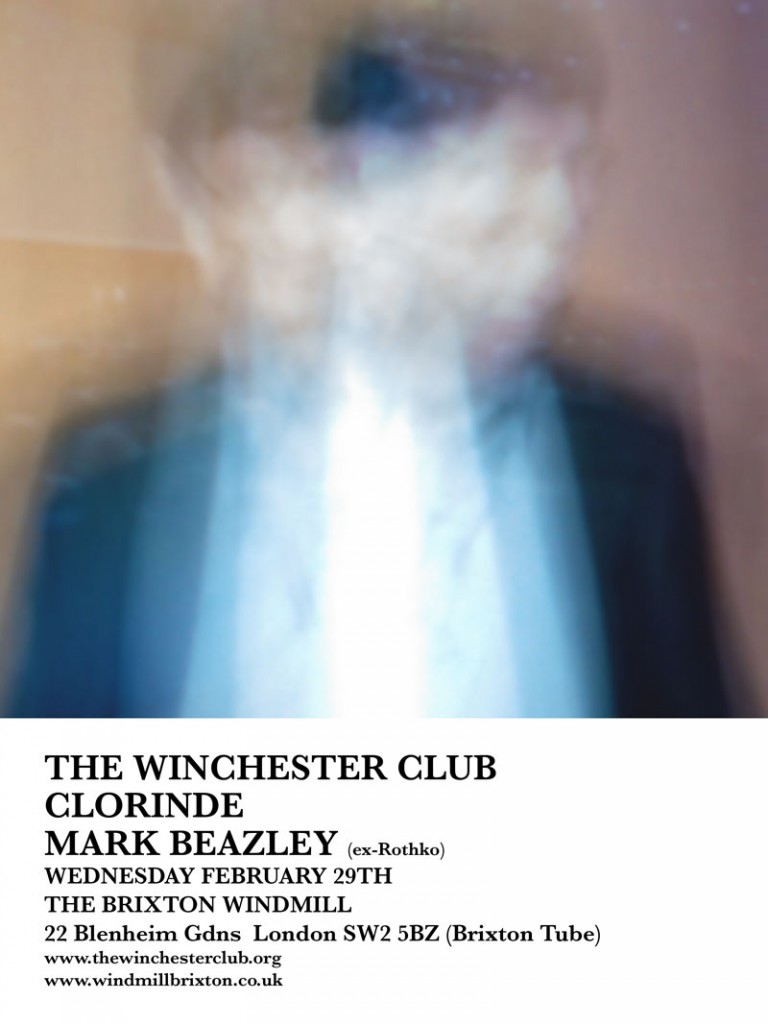 THE WINCHESTER CLUB
CLORINDE
MARK BEAZLEY (ex-Rothko)
WEDNESDAY FEBRUARY 29TH
THE BRIXTON WINDMILL
22 Blenheim Gdns London SW2 5BZ (Brixton Tube)
www.thewinchesterclub.org
www.windmillbrixton.co.uk